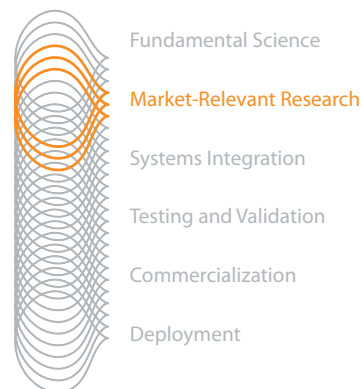 Fundamental Science
Market-Relevant Research
Systems Integration
Testing and Validation
Commercialization
Deployment